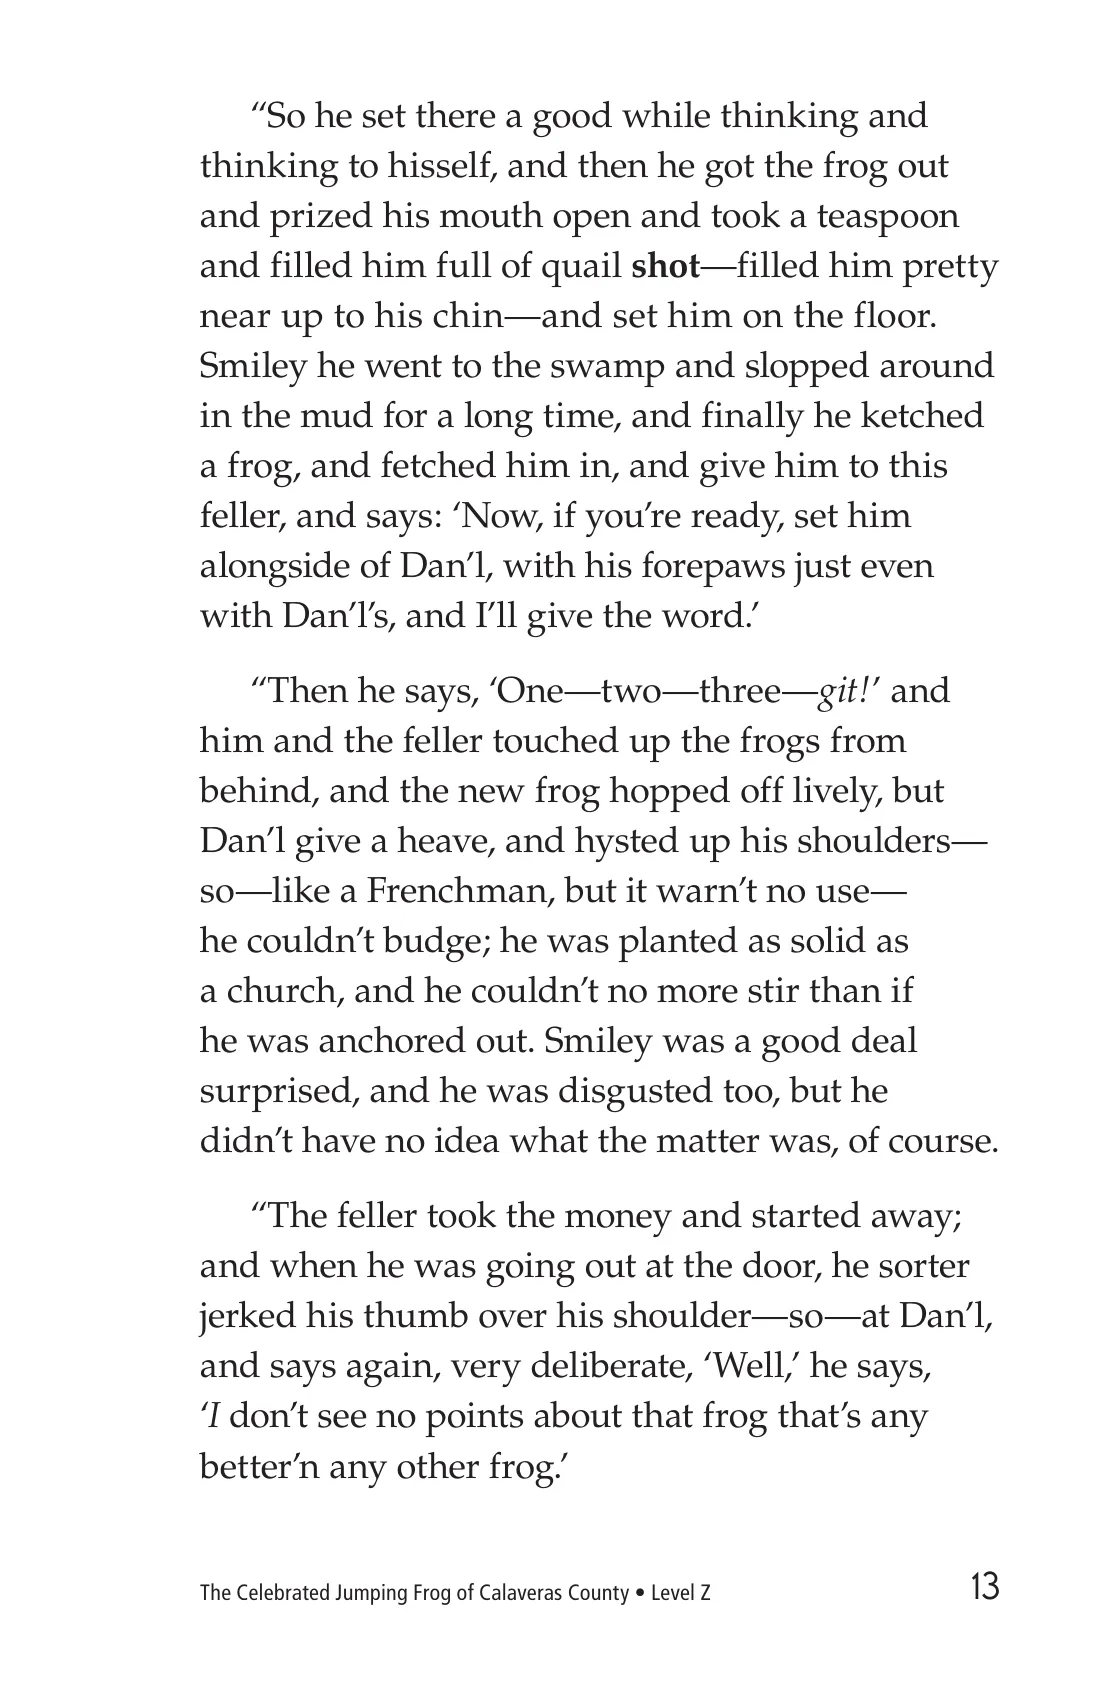 “So he set there a good while thinking and
thinking to hisself, and then he got the frog out
and prized his mouth open and took a teaspoon
and filled him full of quail shot—filled him pretty
near up to his chin—and set him on the floor.
Smiley he went to the swamp and slopped around
in the mud for a long time, and finally he ketched
a frog, and fetched him in, and give him to this
feller, and says: ‘Now, if you’re ready, set him
alongside of Dan’l, with his forepaws just even
with Dan’l’s, and I’ll give the word.’
“Then he says, ‘One—two—three—git!’ and
him and the feller touched up the frogs from
behind, and the new frog hopped off lively, but
Dan’l give a heave, and hysted up his shoulders—
so—like a Frenchman, but it warn’t no use—
he couldn’t budge; he was planted as solid as
a church, and he couldn’t no more stir than if
he was anchored out. Smiley was a good deal
surprised, and he was disgusted too, but he
didn’t have no idea what the matter was, of course.
“The feller took the money and started away;
and when he was going out at the door, he sorter
jerked his thumb over his shoulder—so—at Dan’l,
and says again, very deliberate, ‘Well,’ he says,
‘I don’t see no points about that frog that’s any
better’n any other frog.’
The Celebrated Jumping Frog of Calaveras County • Level Z 13